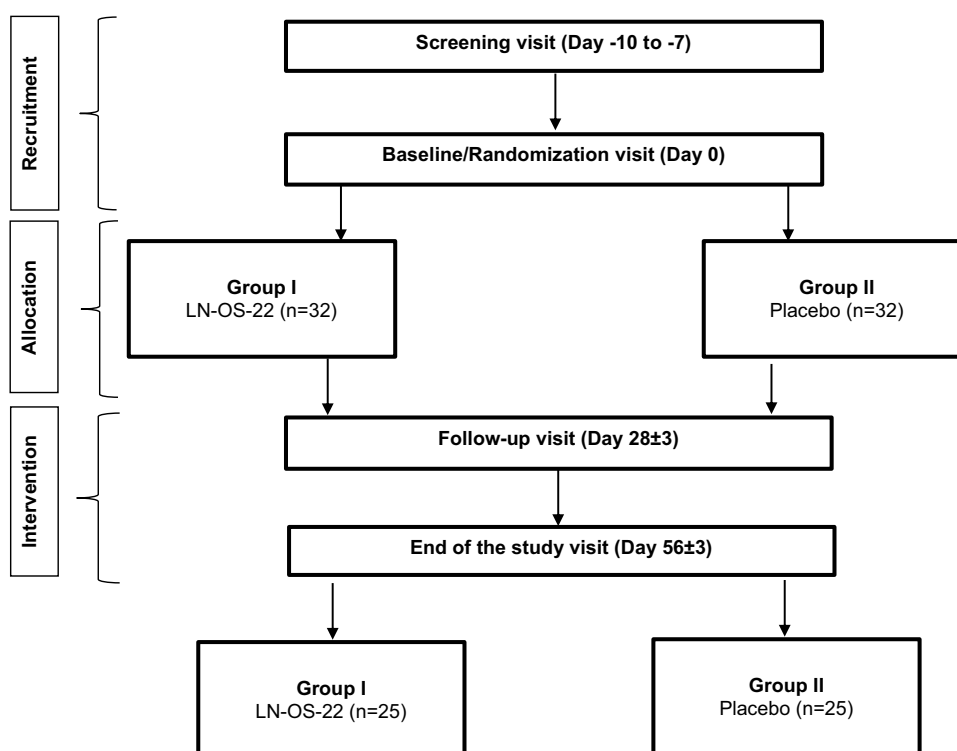 Recruitment
Screening visit (Day -10 to -7)
Baseline/Randomization visit (Day 0)
Allocation
Group I
LN-OS-22 (n=32)
Group II
Placebo (n=32)
Intervention
Follow-up visit (Day 28±3)
End of the study visit (Day 56±3)
Group I
LN-OS-22 (n=25)
Group II
Placebo (n=25)